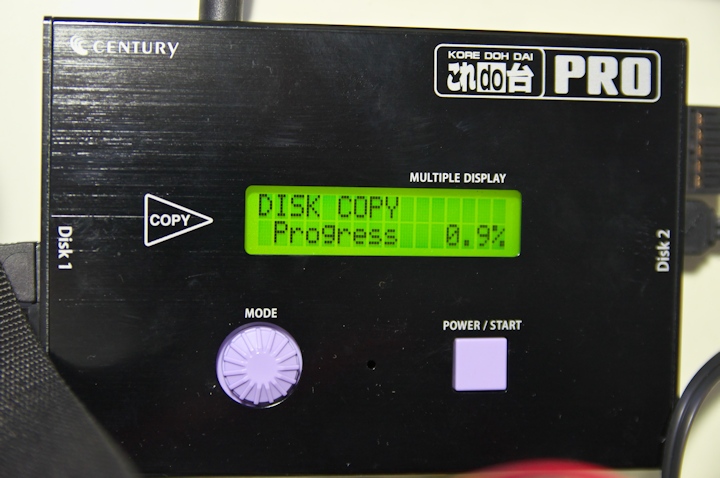 CENTURY
KORE DOH DAI
これdo台 PRO
MULTIPLE DISPLAY
DISK COPY
Progress 0.9%
COPY
Disk 1
Disk 2
MODE
POWER / START